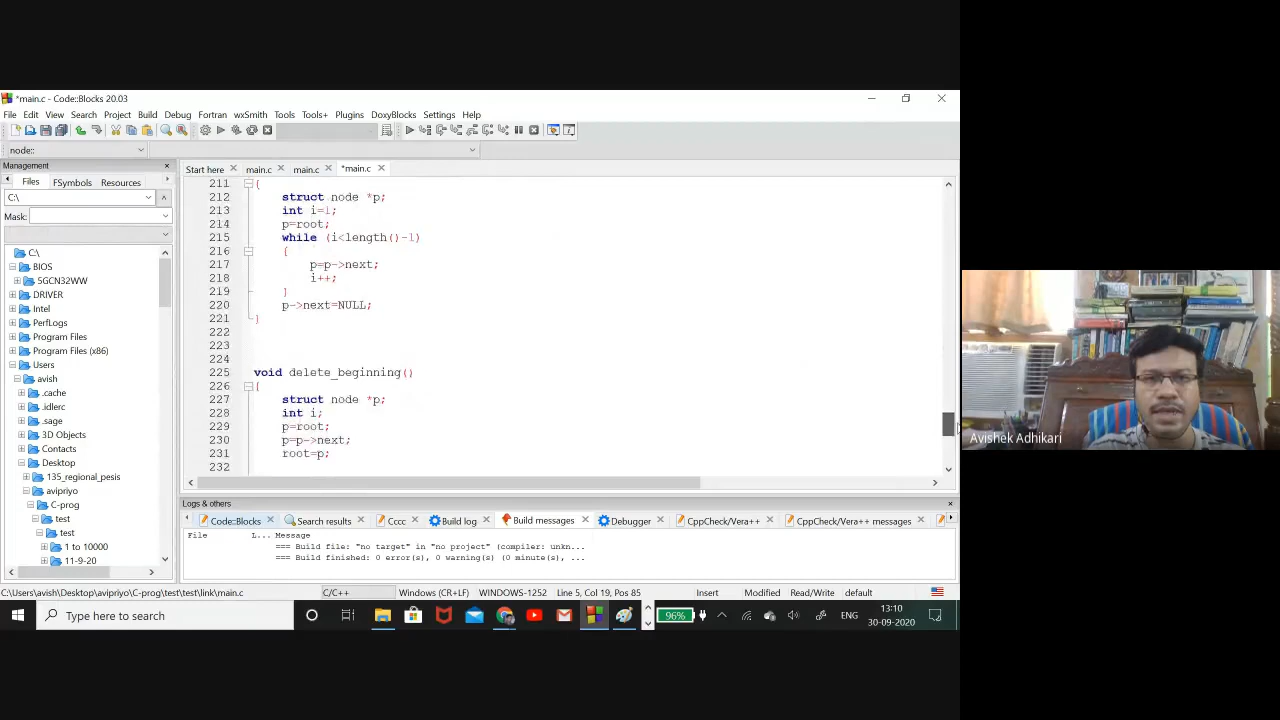 *main.c - Code::Blocks 20.03
File Edit View Search Project Build Debug Fortran wxSmith Tools Tools+ Plugins DoxyBlocks Settings Help
node::
Management
Files FSymbols Resources
C:\
Mask:
C:\
BIOS
5GCN32WW
DRIVER
Intel
PerfLogs
Program Files
Program Files (x86)
Users
avish
.cache
.idlerc
.sage
3D Objects
Contacts
Desktop
135_regional_pesis
avipriyo
C-prog
test
test
1 to 10000
11-9-20
Start here main.c main.c *main.c
211 {
212 struct node *p;
213 int i=1;
214 p=root;
215 while (i<length()-1)
216 {
217 p=p->next;
218 i++;
219 }
220 p->next=NULL;
221 }
222
223
224
225 void delete_beginning()
226 {
227 struct node *p;
228 int i;
229 p=root;
230 p=p->next;
231 root=p;
232
Logs & others
Code::Blocks Search results Cccc Build log Build messages Debugger CppCheck/Vera++ CppCheck/Vera++ messages
File L... Message
=== Build file: "no target" in "no project" (compiler: unkn...
=== Build finished: 0 error(s), 0 warning(s) (0 minute(s), ...
C:\Users\avish\Desktop\avipriyo\C-prog\test\test\link\main.c C/C++ Windows (CR+LF) WINDOWS-1252 Line 5, Col 19, Pos 85 Insert Modified Read/Write default
Type here to search
96%
ENG
13:10
30-09-2020
Avishek Adhikari